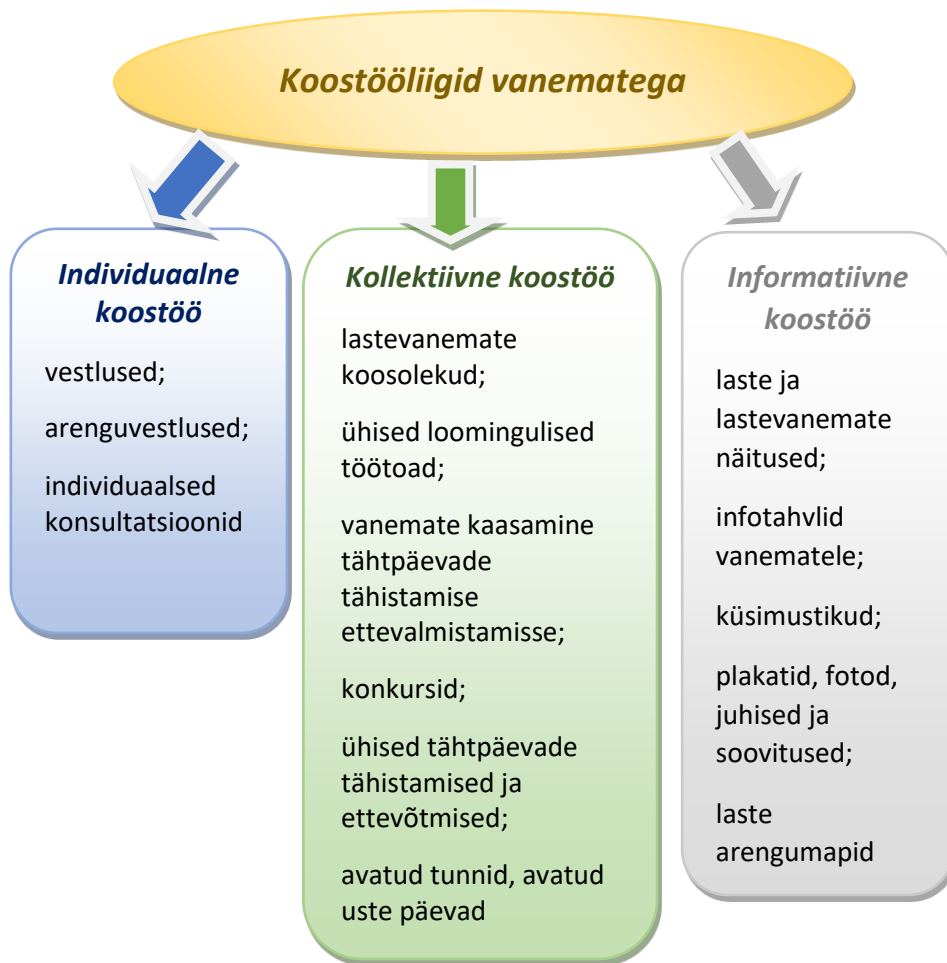 Koostööliigid vanematega
Individuaalne
koostöö
vestlused;
arenguvestlused;
individuaalsed
konsultatsioonid
Kollektiivne koostöö
lastevanemate
koosolekud;
ühised loomingulised
töötoad;
vanemate kaasamine
tähtpäevade
tähistamise
ettevalmistamisse;
konkursid;
ühised tähtpäevade
tähistamised ja
ettevõtmised;
avatud tunnid, avatud
uste päevad
Informatiivne
koostöö
laste ja
lastevanemate
näitused;
infotahvlid
vanematele;
küsimustikud;
plakatid, fotod,
juhised ja
soovitused;
laste
arengumapid